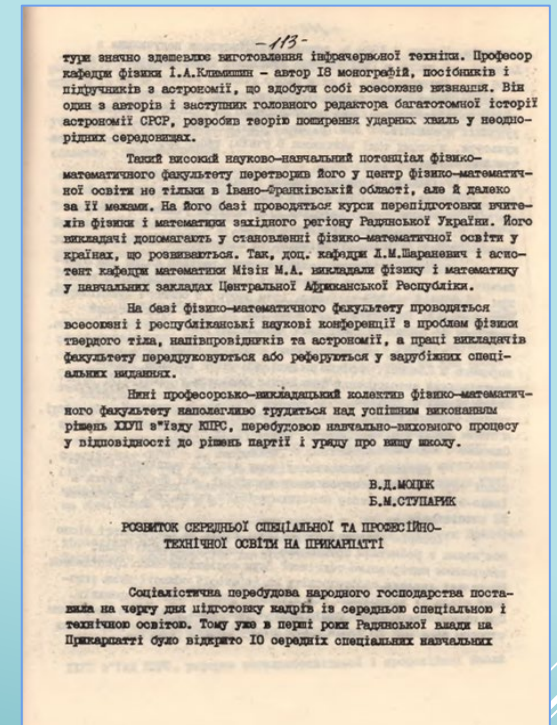 -113-
тури значно здешевлює виготовлення інфрачервоної техніки. Професор
кафедри фізики І.А.Климишин - автор 18 монографій, посібників і
підручників з астрономії, що здобули собі всесоюзне визнання. Він
один з авторів і заступник головного редактора багатотомної історії
астрономії СРСР, розробив теорію поширення ударних хвиль у неодно-
рідних середовищах.
Такий високий науково-навчальний потенціал фізико-
математичного факультету перетворив його у центр фізико-математич-
ної освіти не тільки в Івано-Франківській області, але й далеко
за її межами. На його базі проводяться курси перепідготовки вчите-
лів фізики і математики західного регіону Радянської України. Його
викладачі допомагають у становленні фізико-математичної освіти у
країнах, що розвиваються. Так, доц. кафедри Л.М.Шараневич і асис-
тент кафедри математики Мізін М.А. викладали фізику і математику
у навчальних закладах Центральної Африканської Республіки.
На базі фізико-математичного факультету проводяться
всесоюзні і республіканські наукові конференції з проблем фізики
твердого тіла, напівпровідників та астрономії, а праці викладачів
факультету передруковуються або реферуються у зарубіжних спеці-
альних виданнях.
Нині професорсько-викладацький колектив фізико-математич-
ного факультету наполегливо трудиться над успішним виконанням
рішень ХХУП з"їзду КПРС, перебудовою навчально-виховного процесу
у відповідності до рішень партії і уряду про вищу школу.
В.Д.МОЦЮК
Б.М.СТУПАРИК
РОЗВИТОК СЕРЕДНЬОЇ СПЕЦІАЛЬНОЇ ТА ПРОФЕСІЙНО-
ТЕХНІЧНОЇ ОСВІТИ НА ПРИКАРПАТТІ
Соціалістична перебудова народного господарства поста-
вила на чергу дня підготовку кадрів із середньою спеціальною і
технічною освітою. Тому уже в перші роки Радянської влади на
Прикарпатті було відкрито 10 середніх спеціальних навчальних